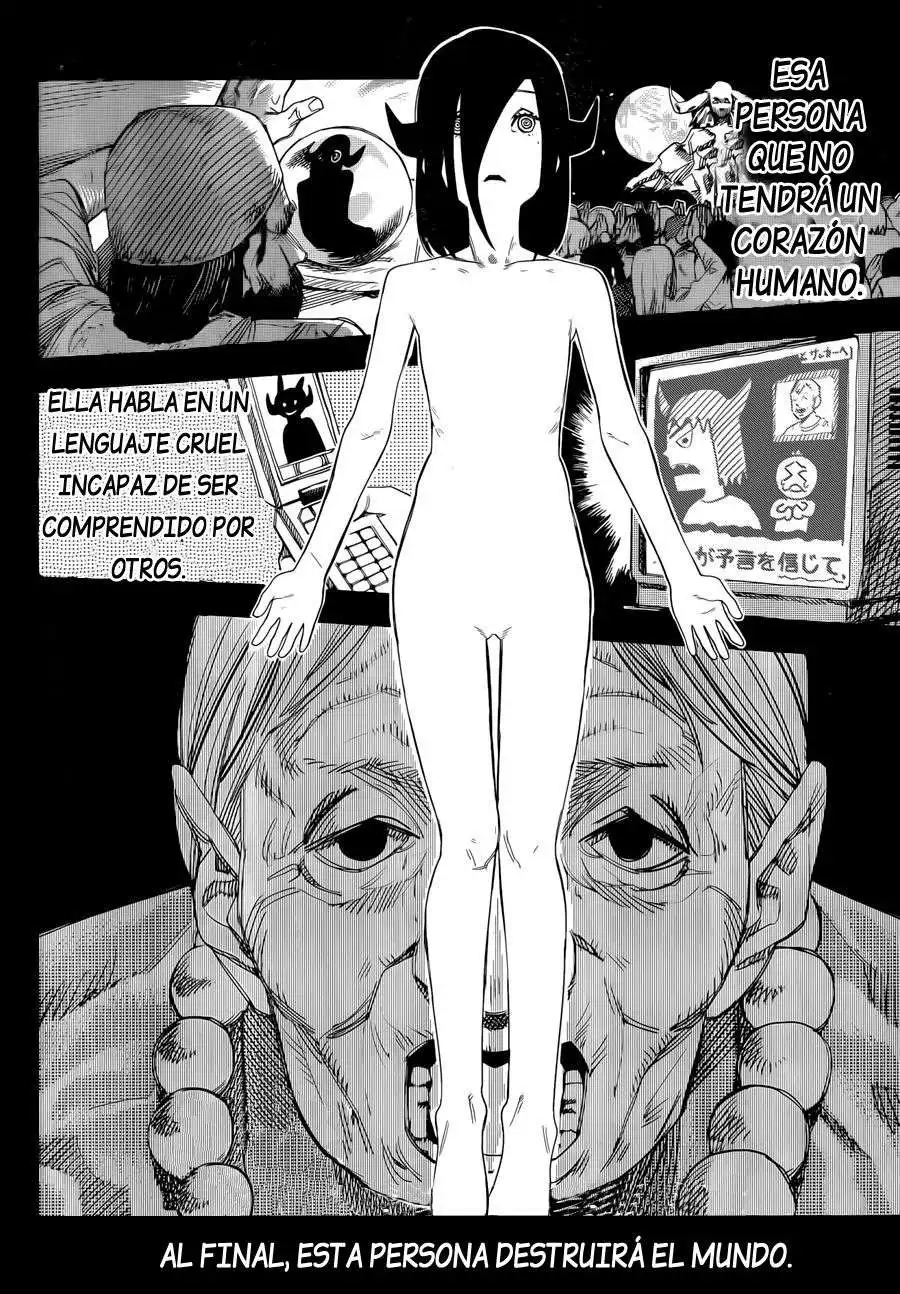 ESA
PERSONA
QUE NO
TENDRÁ UN
CORAZÓN
HUMANO.
ELLA HABLA EN UN
LENGUAJE CRUEL
INCAPAZ DE SER
COMPRENDIDO POR
OTROS.
が予言を信じて、
AL FINAL, ESTA PERSONA DESTRUIRÁ EL MUNDO.